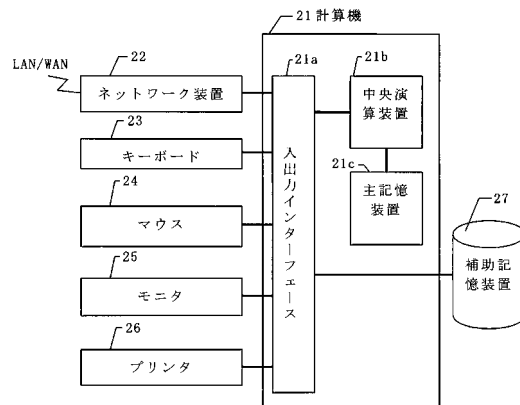 21 計算機
LAN/WAN
22
ネットワーク装置
23
キーボード
24
マウス
25
モニタ
26
プリンタ
21a
入出力インターフェース
21b
中央演
算装置
21c
主記憶
装置
27
補助記
憶装置